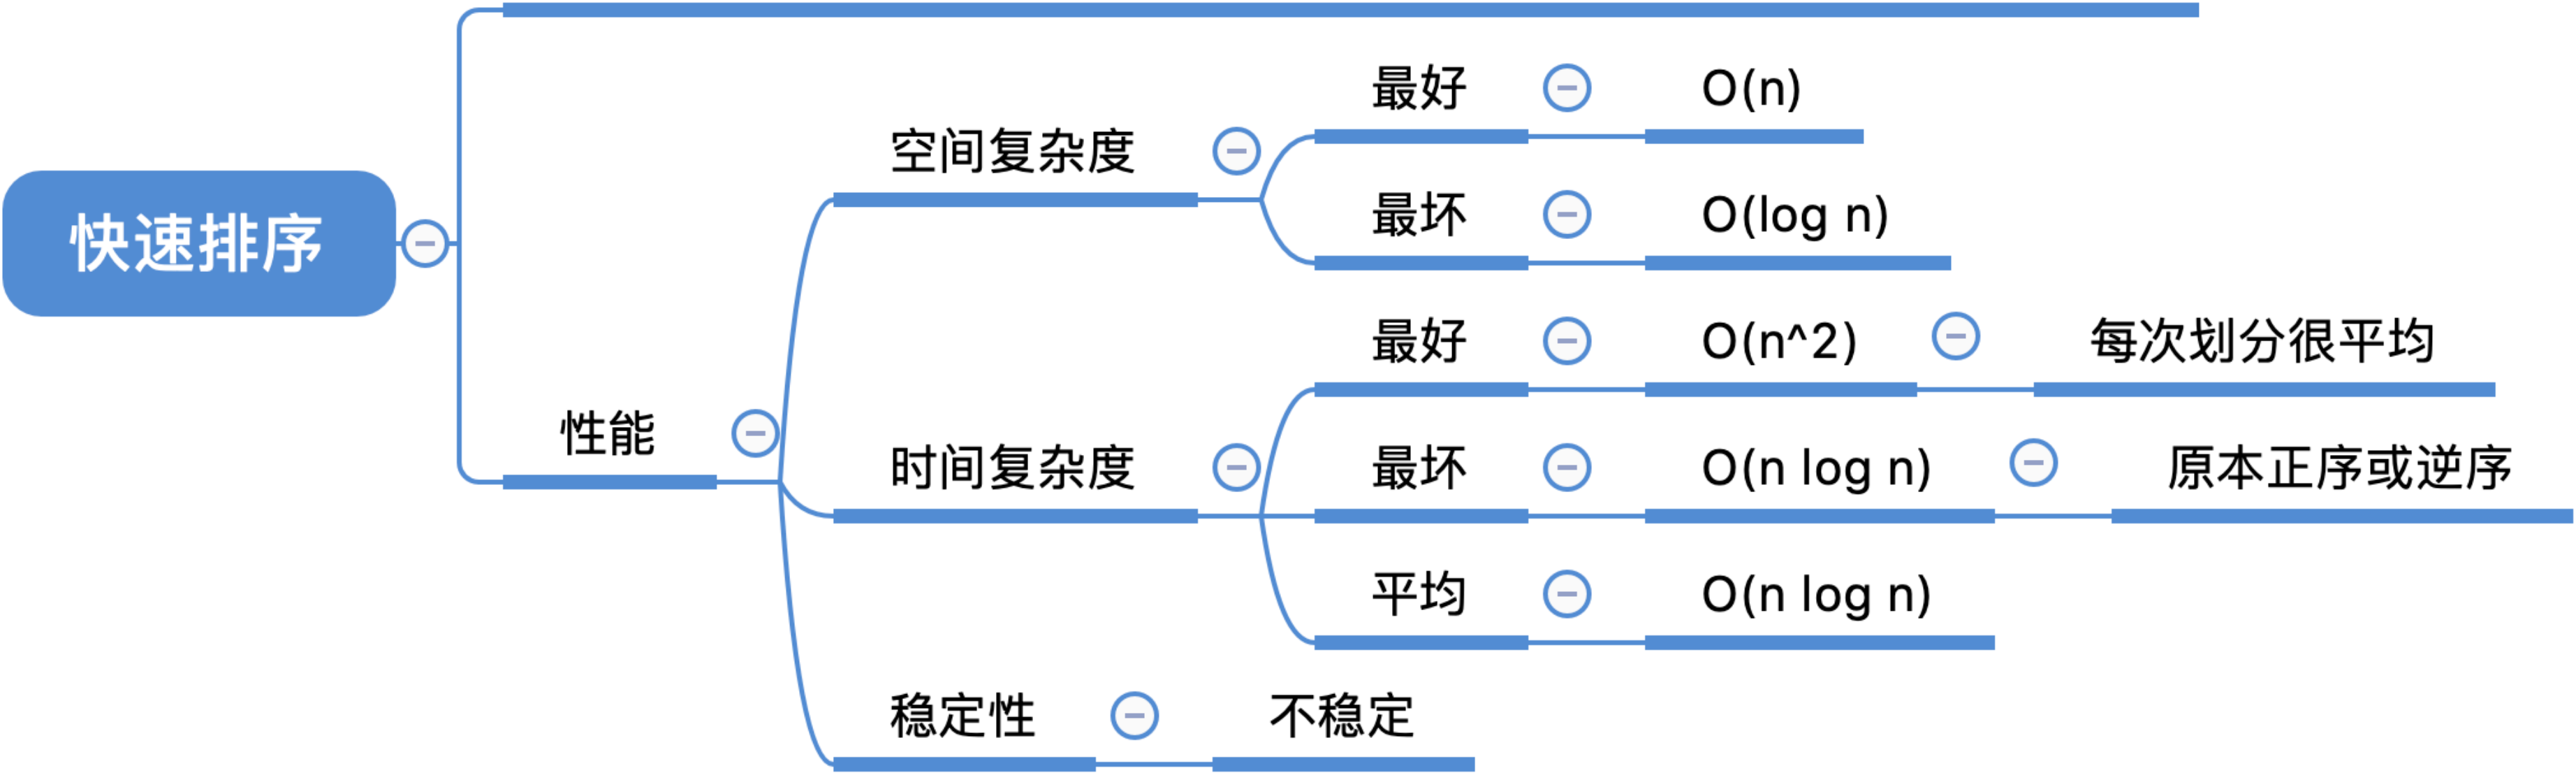 快速排序
性能
空间复杂度
最好
O(n)
最坏
O(log n)
时间复杂度
最好
O(n^2)
每次划分很平均
最坏
O(n log n)
原本正序或逆序
平均
O(n log n)
稳定性
不稳定